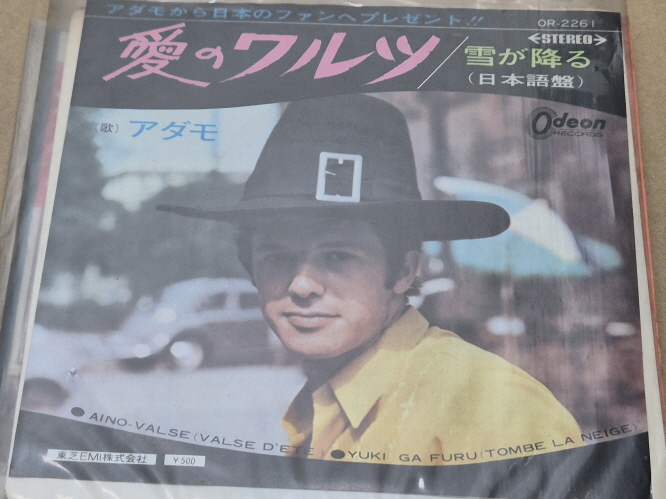 アダモから日本のファンへプレゼント!!
OR-2261
愛のワルツ/雪が降る
STEREO
(日本語盤)
(歌) アダモ
Odeon
RECORDS
●AINO-VALSE(VALSE D'ETE) ●YUKI GA FURU(TOMBE LA NEIGE)
東芝EMI株式会社 ¥500